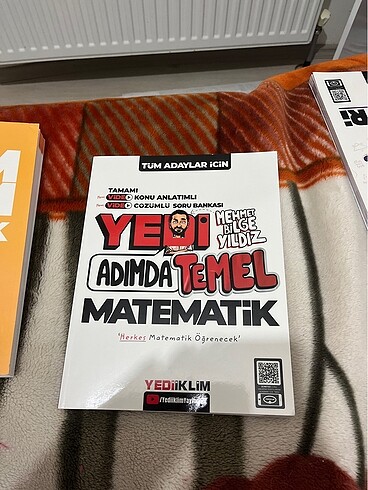 TÜM ADAYLAR İÇİN
TAMAMI
VİDEO KONU ANLATIMLI
VİDEO ÇÖZÜMLÜ SORU BANKASI
YEDİ
MEHMET
BİLGE
YILDIZ
ADIMDA TEMEL
MATEMATİK
'Herkes Matematik Öğrenecek'
YEDİİKLİM
M
K
Rİ